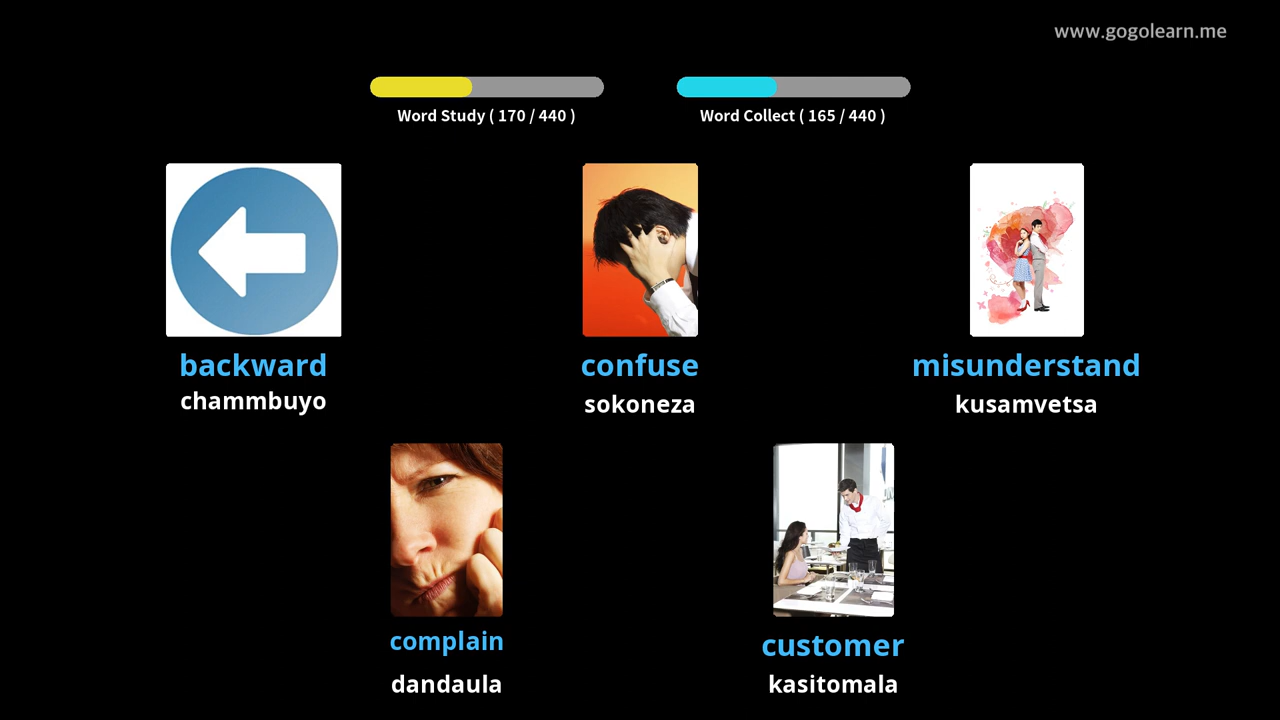 www.gogolearn.me
Word Study ( 170 / 440 )
Word Collect ( 165 / 440 )
backward
chammbuyo
confuse
sokoneza
misunderstand
kusamvetsa
complain
dandaula
customer
kasitomala